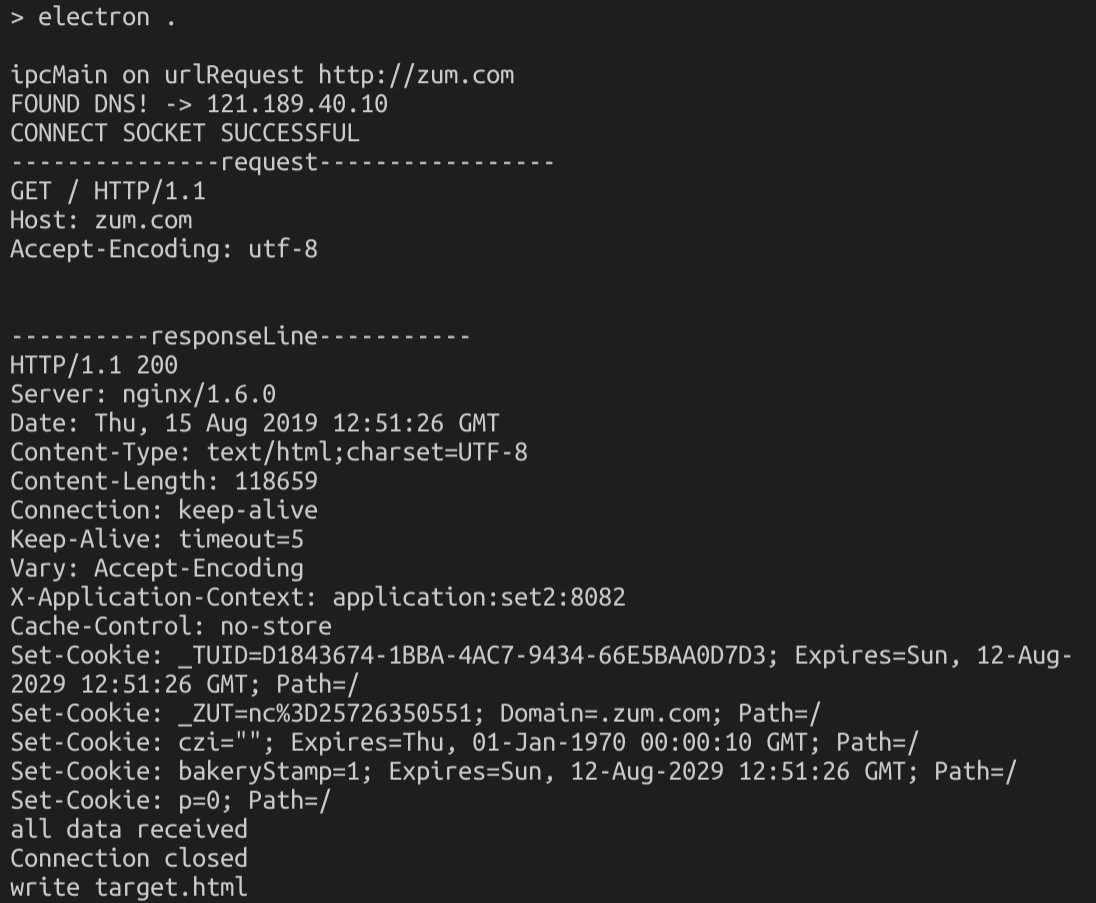 > electron .
ipcMain on urlRequest http://zum.com
FOUND DNS! -> 121.189.40.10
CONNECT SOCKET SUCCESSFUL
---------------request-----------------
GET / HTTP/1.1
Host: zum.com
Accept-Encoding: utf-8
----------responseLine-----------
HTTP/1.1 200
Server: nginx/1.6.0
Date: Thu, 15 Aug 2019 12:51:26 GMT
Content-Type: text/html;charset=UTF-8
Content-Length: 118659
Connection: keep-alive
Keep-Alive: timeout=5
Vary: Accept-Encoding
X-Application-Context: application:set2:8082
Cache-Control: no-store
Set-Cookie: _TUID=D1843674-1BBA-4AC7-9434-66E5BAA0D7D3; Expires=Sun, 12-Aug-
2029 12:51:26 GMT; Path=/
Set-Cookie: _ZUT=nc%3D25726350551; Domain=.zum.com; Path=/
Set-Cookie: czi=""; Expires=Thu, 01-Jan-1970 00:00:10 GMT; Path=/
Set-Cookie: bakeryStamp=1; Expires=Sun, 12-Aug-2029 12:51:26 GMT; Path=/
Set-Cookie: p=0; Path=/
all data received
Connection closed
write target.html